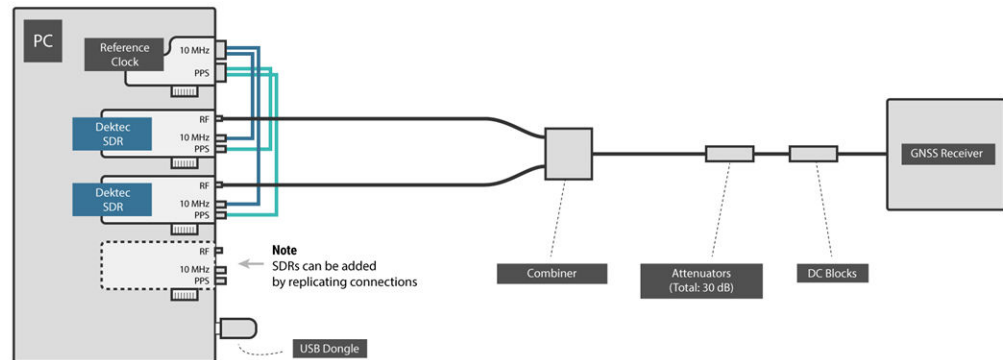 PC
Reference
Clock
10 MHz
PPS
Dektec
SDR
RF
10 MHz
PPS
Dektec
SDR
RF
10 MHz
PPS
RF
10 MHz
PPS
Note
SDRs can be added
by replicating connections
USB Dongle
Combiner
Attenuators
(Total: 30 dB)
DC Blocks
GNSS Receiver